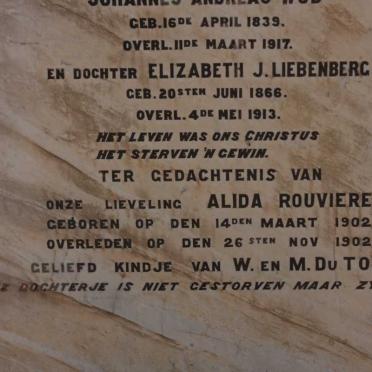 JOHANNES ANDREAS
GEB. 16DE APRIL 1839.
OVERL. 11DE MAART 1917.
EN DOCHTER ELIZABETH J. LIEBENBERG
GEB. 20STEN JUNI 1866.
OVERL. 4DE MEI 1913.
HET LEVEN WAS ONS CHRISTUS
HET STERVEN 'N GEWIN.
TER GEDACHTENIS VAN
ONZE LIEVELING ALIDA ROUVIERE
GEBOREN OP DEN 14DEN MAART 1902
OVERLEDEN OP DEN 26STEN NOV 1902
GELIEFD KINDJE VAN W. EN M. DU TO
E DOCHTERJE IS NIET GESTORVEN MAAR